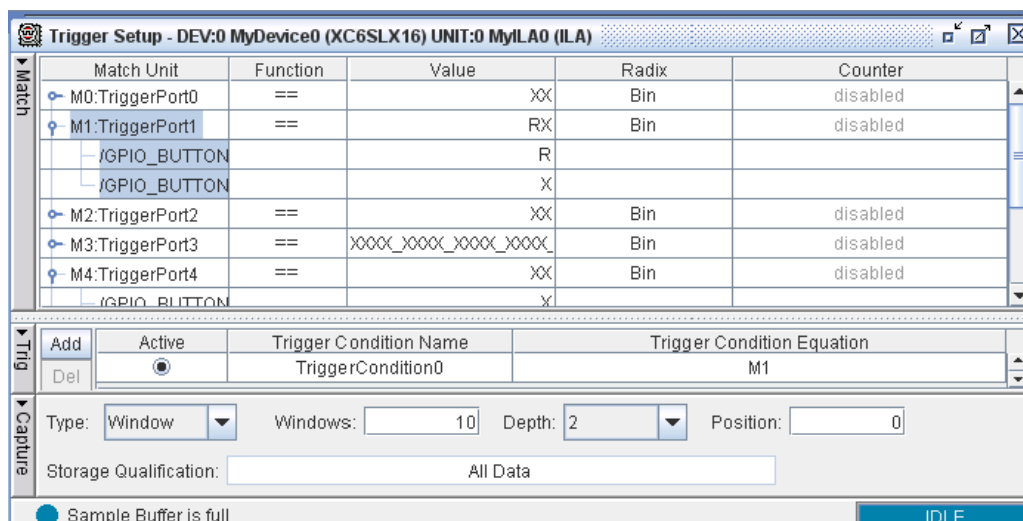 Trigger Setup - DEV:0 MyDevice0 (XC6SLX16) UNIT:0 MyILA0 (ILA)
Match
Match Unit Function Value Radix Counter
M0:TriggerPort0 == XX Bin disabled
M1:TriggerPort1 == RX Bin disabled
/GPIO_BUTTON R
/GPIO_BUTTON X
M2:TriggerPort2 == XX Bin disabled
M3:TriggerPort3 == XXXX_XXXX_XXXX_XXXX_ Bin disabled
M4:TriggerPort4 == XX Bin disabled
/GPIO_BUTTON X
Trig
Add Active Trigger Condition Name Trigger Condition Equation
Del TriggerCondition0 M1
Capture
Type: Window Windows: 10 Depth: 2 Position: 0
Storage Qualification: All Data
Sample Buffer is full IDLE